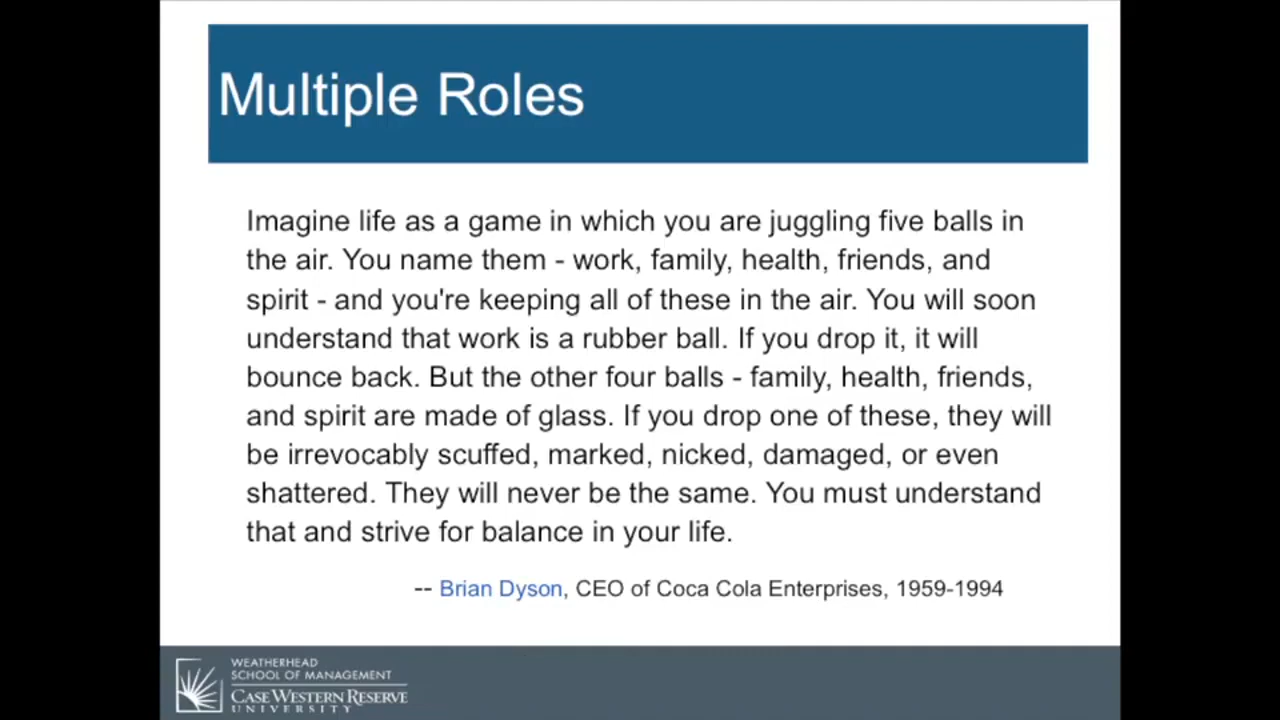 Multiple Roles
Imagine life as a game in which you are juggling five balls in
the air. You name them - work, family, health, friends, and
spirit - and you're keeping all of these in the air. You will soon
understand that work is a rubber ball. If you drop it, it will
bounce back. But the other four balls - family, health, friends,
and spirit are made of glass. If you drop one of these, they will
be irrevocably scuffed, marked, nicked, damaged, or even
shattered. They will never be the same. You must understand
that and strive for balance in your life.
-- Brian Dyson, CEO of Coca Cola Enterprises, 1959-1994
WEATHERHEAD
SCHOOL OF MANAGEMENT
CASE WESTERN RESERVE
UNIVERSITY